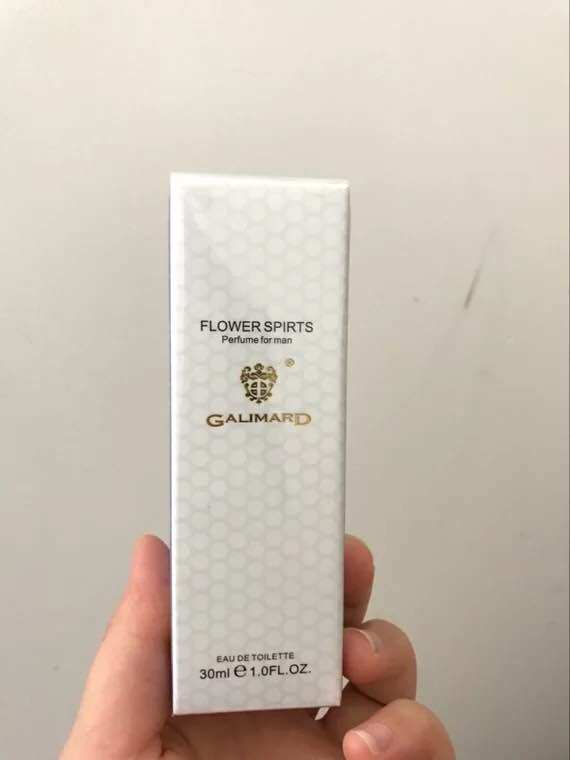 FLOWER SPIRTS
Perfume for man
®
GALIMARD
EAU DE TOILETTE
30ml e 1.0FL.OZ.